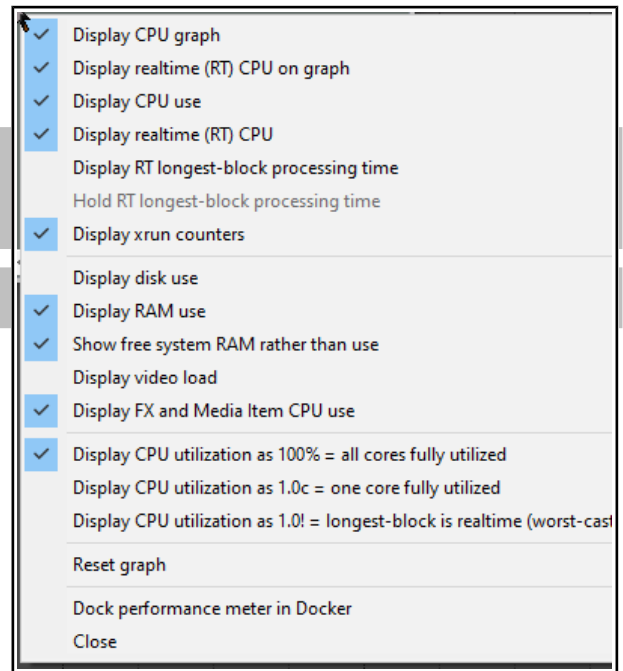 Display CPU graph
Display realtime (RT) CPU on graph
Display CPU use
Display realtime (RT) CPU
Display RT longest-block processing time
Hold RT longest-block processing time
Display xrun counters
Display disk use
Display RAM use
Show free system RAM rather than use
Display video load
Display FX and Media Item CPU use
Display CPU utilization as 100% = all cores fully utilized
Display CPU utilization as 1.0c = one core fully utilized
Display CPU utilization as 1.0! = longest-block is realtime (worst-cast
Reset graph
Dock performance meter in Docker
Close